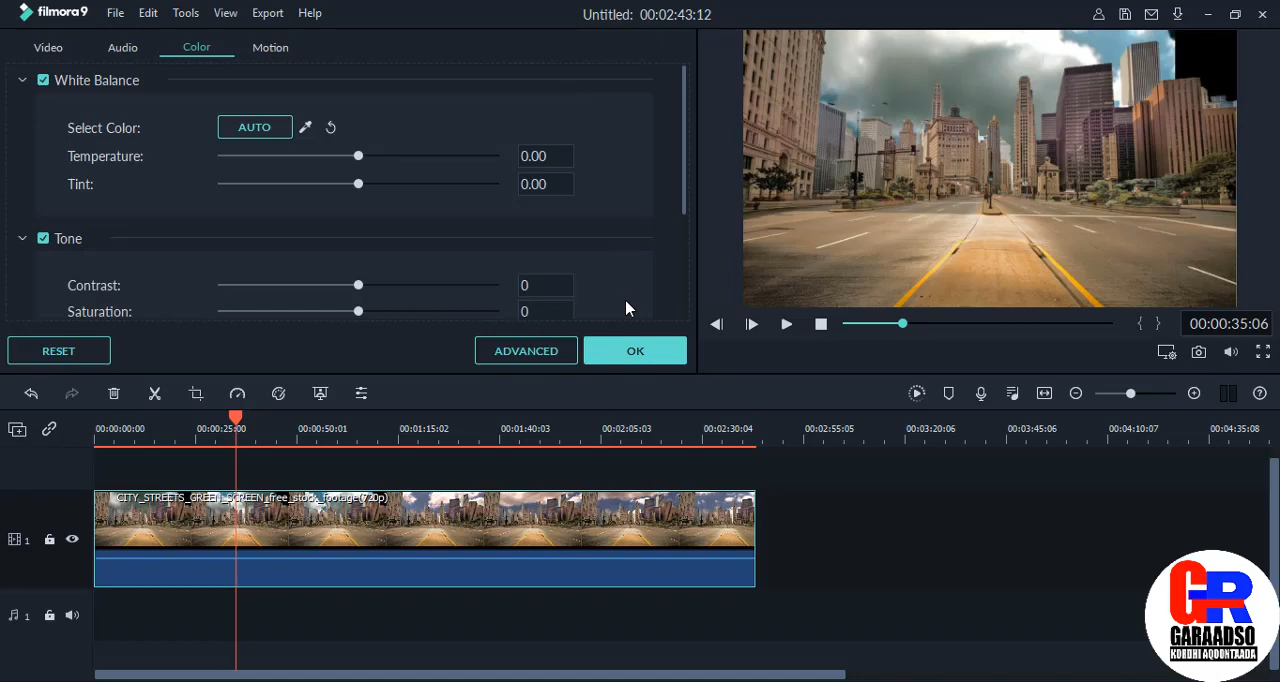 filmora9 File Edit Tools View Export Help Untitled: 00:02:43:12
Video Audio Color Motion
White Balance
Select Color: AUTO
Temperature: 0.00
Tint: 0.00
Tone
Contrast: 0
Saturation: 0
RESET ADVANCED OK
{ } 00:00:35:06
00:00:00:00 00:00:25:00 00:00:50:01 00:01:15:02 00:01:40:03 00:02:05:03 00:02:30:04 00:02:55:05 00:03:20:06 00:03:45:06 00:04:10:07 00:04:35:08
CITY_STREETS_GREEN_SCREEN_free_stock_footage(720p)
1
1
GR
GARAADSO
KORDHI AQOONTAADA